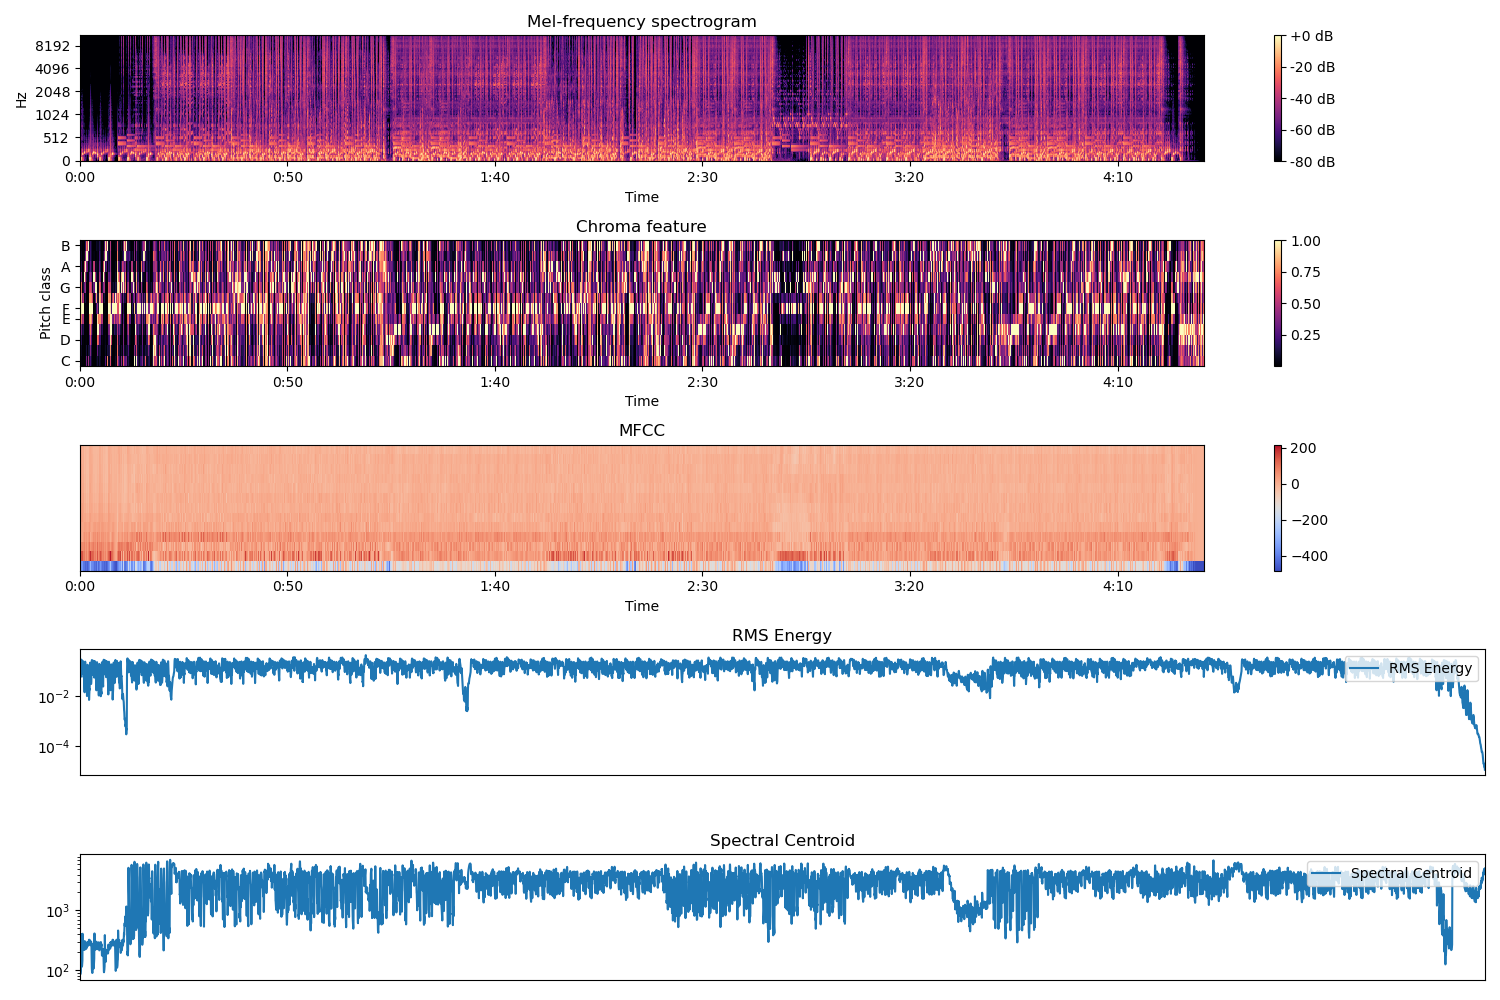 Mel-frequency spectrogram
Hz
8192
4096
2048
1024
512
0
0:00 0:50 1:40 2:30 3:20 4:10
Time
+0 dB
-20 dB
-40 dB
-60 dB
-80 dB
Chroma feature
Pitch class
B
A
G
E
E
D
C
0:00 0:50 1:40 2:30 3:20 4:10
Time
1.00
0.75
0.50
0.25
MFCC
0:00 0:50 1:40 2:30 3:20 4:10
Time
200
0
−200
−400
RMS Energy
10⁻²
10⁻⁴
RMS Energy
Spectral Centroid
10³
10²
Spectral Centroid